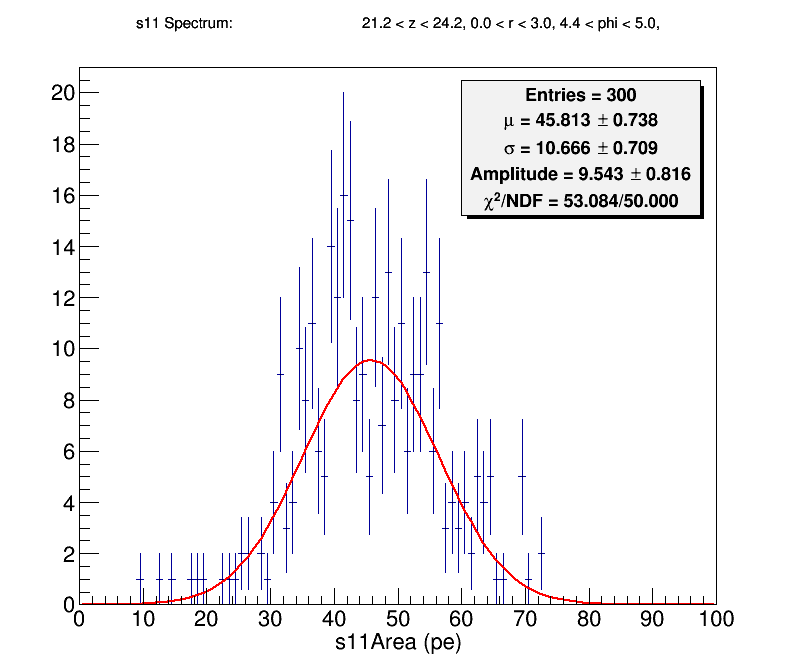 s11 Spectrum: 21.2 < z < 24.2, 0.0 < r < 3.0, 4.4 < phi < 5.0,
Entries = 300
μ = 45.813 ± 0.738
σ = 10.666 ± 0.709
Amplitude = 9.543 ± 0.816
χ²/NDF = 53.084/50.000
20
18
16
14
12
10
8
6
4
2
0
0 10 20 30 40 50 60 70 80 90 100
s11Area (pe)